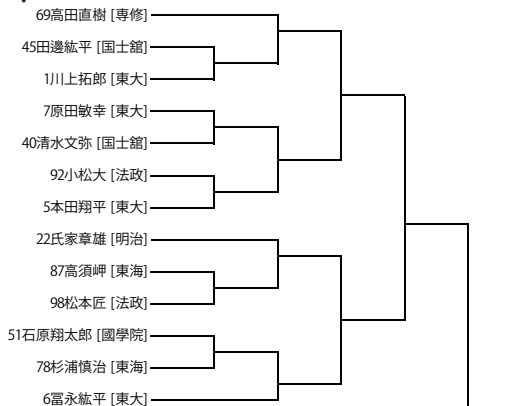 69高田直樹 [専修]
45田邊紘平 [国士舘]
1川上拓郎 [東大]
7原田敏幸 [東大]
40清水文弥 [国士舘]
92小松大 [法政]
5本田翔平 [東大]
22氏家章雄 [明治]
87高須岬 [東海]
98松本匠 [法政]
51石原翔太郎 [國學院]
78杉浦慎治 [東海]
6冨永紘平 [東大]